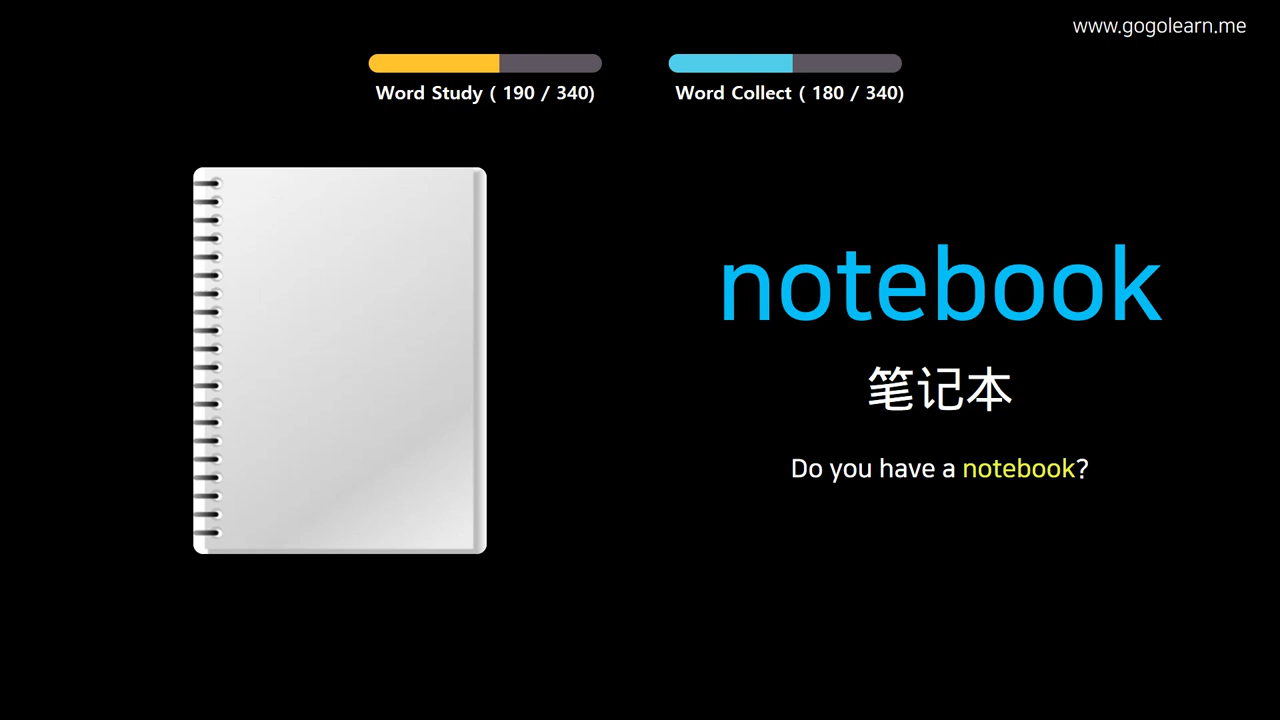 www.gogolearn.me
Word Study ( 190 / 340)
Word Collect ( 180 / 340)
notebook
笔记本
Do you have a notebook?